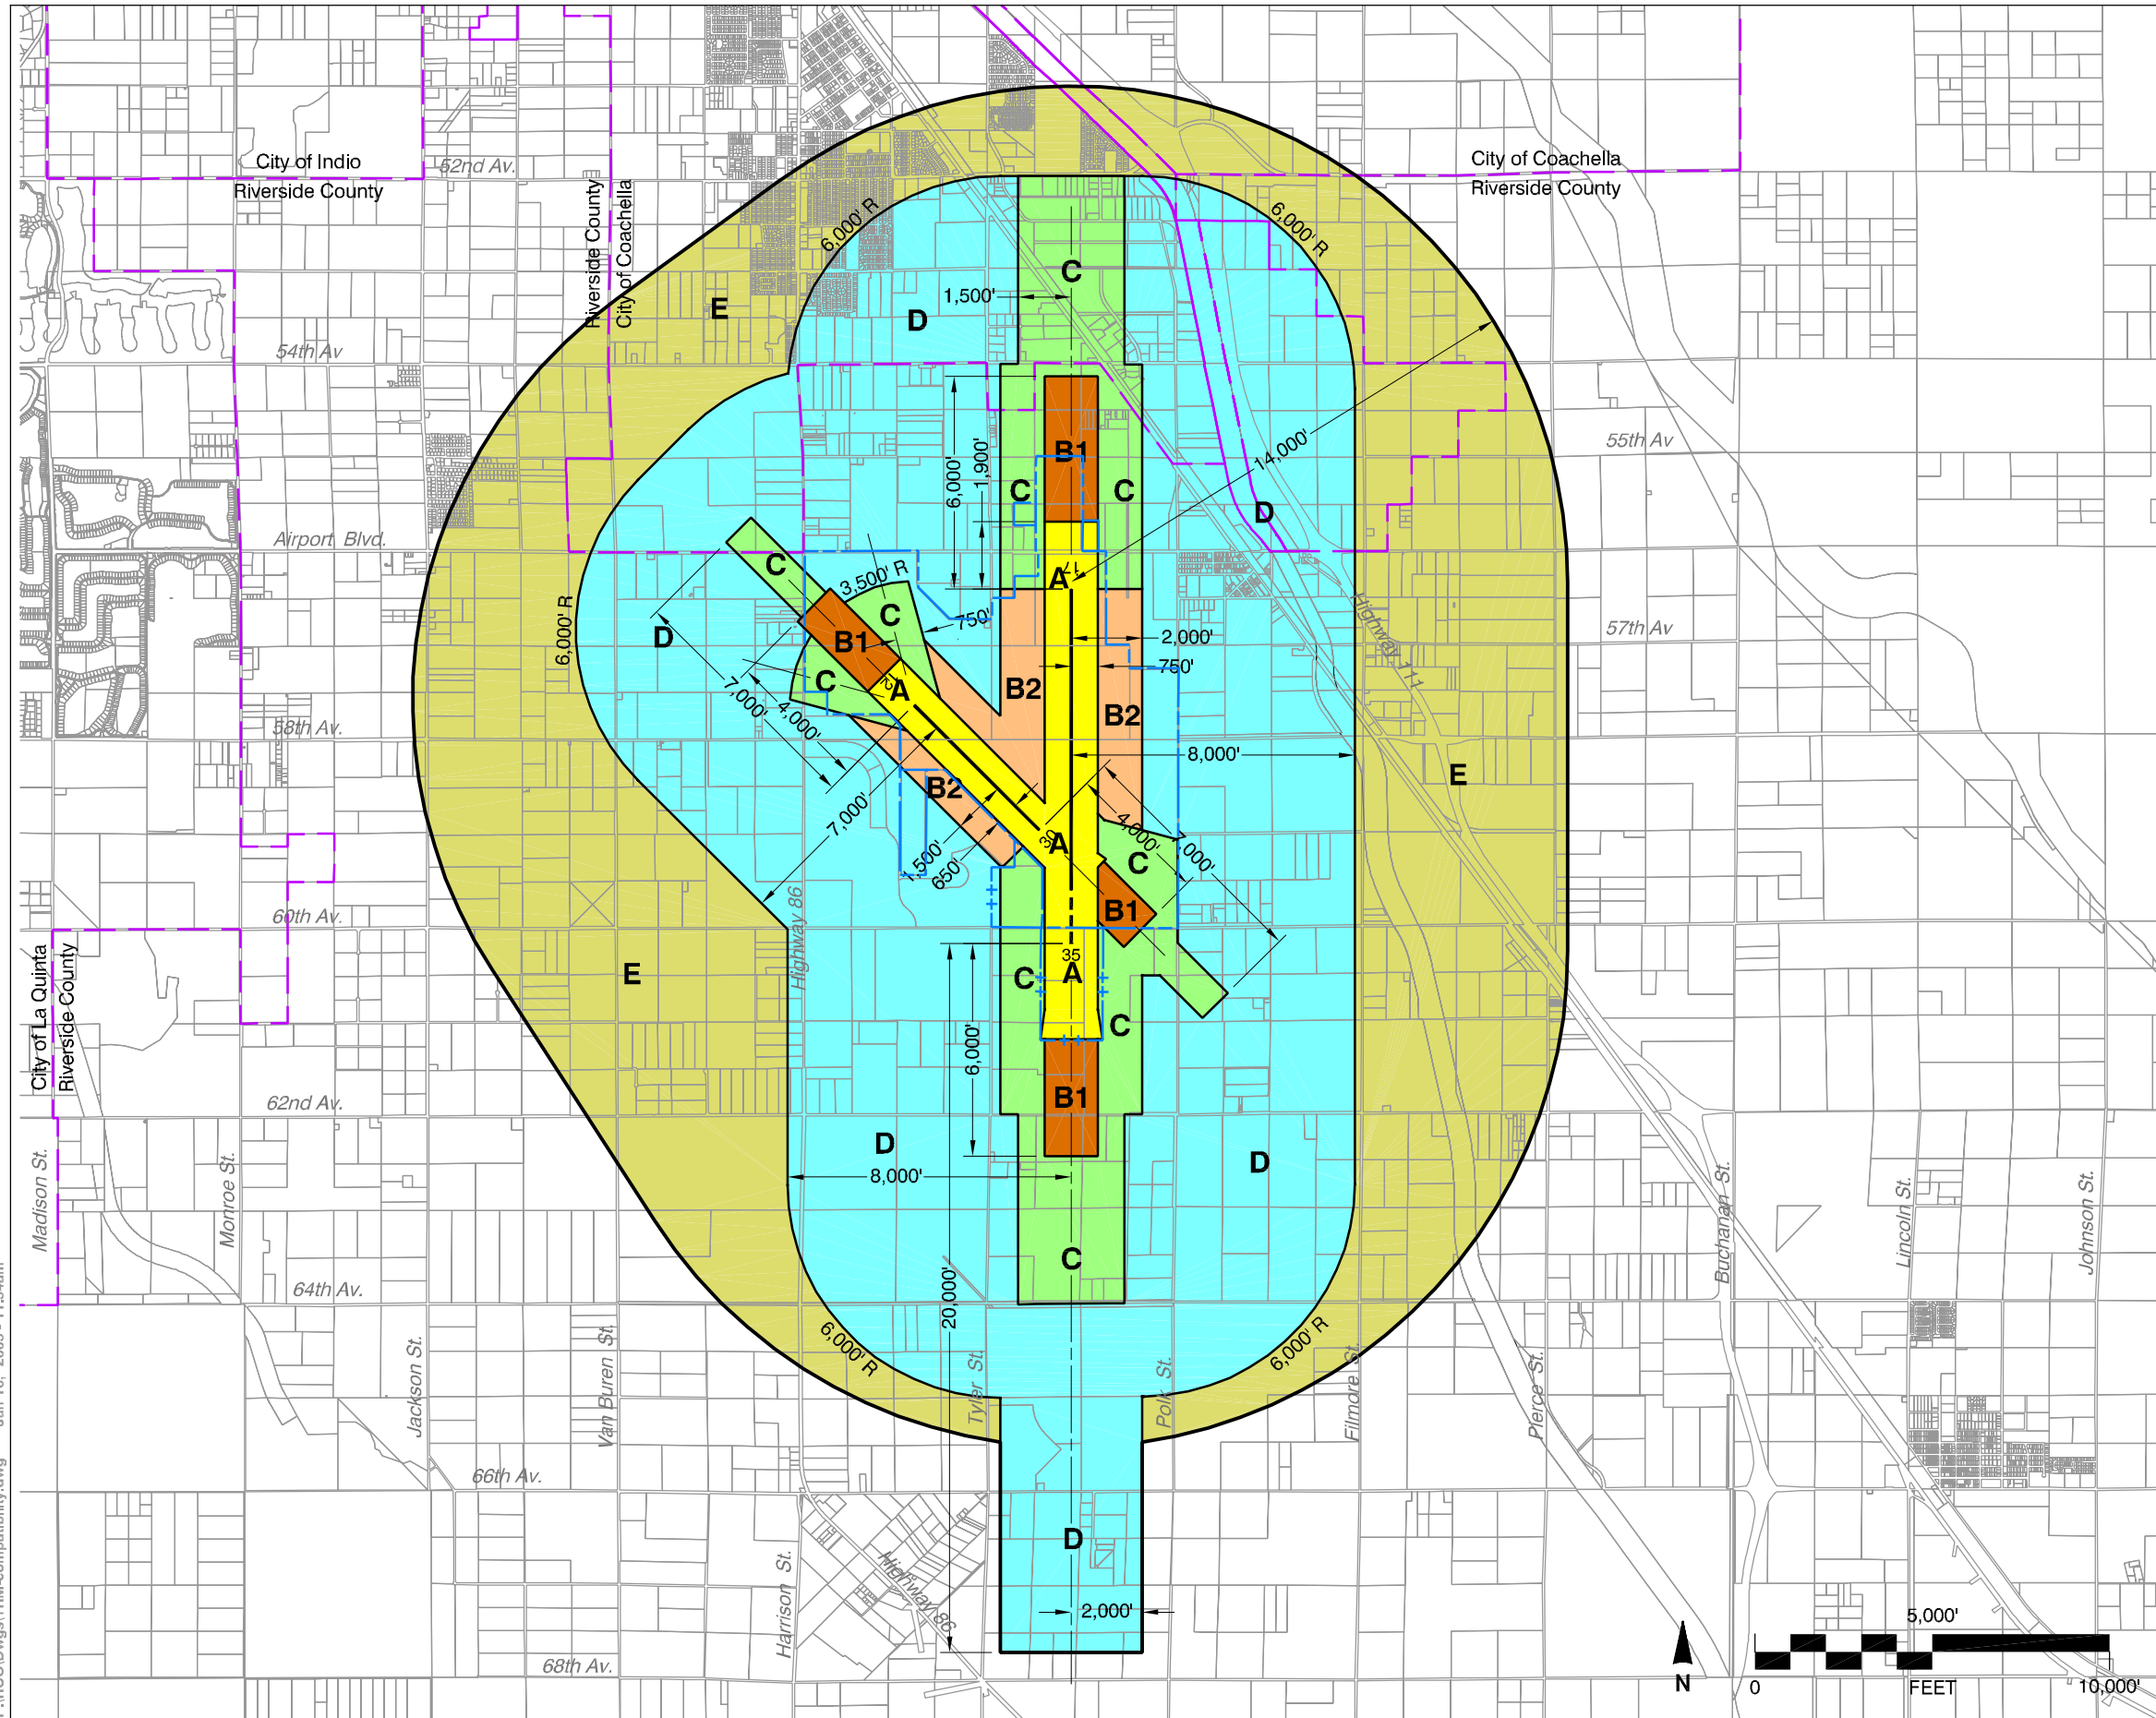 City of Indio
Riverside County
52nd Av.
Riverside County
City of Coachella
City of Coachella
Riverside County
6,000' R
6,000' R
C
1,500'
E
D
54th Av
55th Av
14,000'
B1
6,000'
1,900'
C
C
D
Airport Blvd.
C
3,500' R
A
17
C
750'
Highway 111
57th Av
6,000' R
D
B1
2,000'
750'
C
A
12
B2
B2
7,000'
4,000'
58th Av.
8,000'
E
B2
7,000'
1,500'
650'
30
A
4,000'
7,000'
C
B1
60th Av.
Highway 86
City of La Quinta
Riverside County
E
35
C
A
C
6,000'
62nd Av.
B1
D
D
8,000'
Madison St.
Monroe St.
Buchanan St.
Lincoln St.
Johnson St.
C
64th Av.
20,000'
6,000' R
6,000' R
Jackson St.
Van Buren St.
Tyler St.
Polk St.
Filmore St.
Pierce St.
66th Av.
D
Harrison St.
Highway 86
2,000'
68th Av.
5,000'
N
0
FEET
10,000'